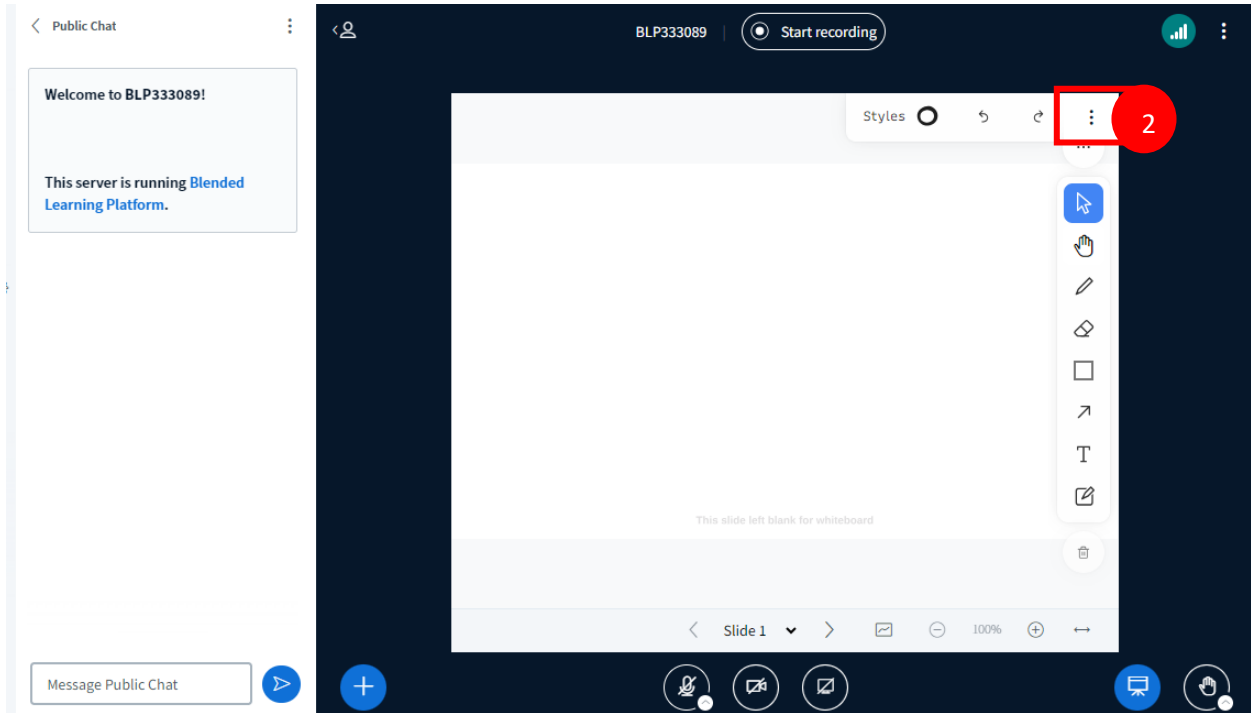 Public Chat
Welcome to BLP333089!
This server is running Blended
Learning Platform.
Message Public Chat
BLP333089
Start recording
Styles
2
T
This slide left blank for whiteboard
Slide 1
100%